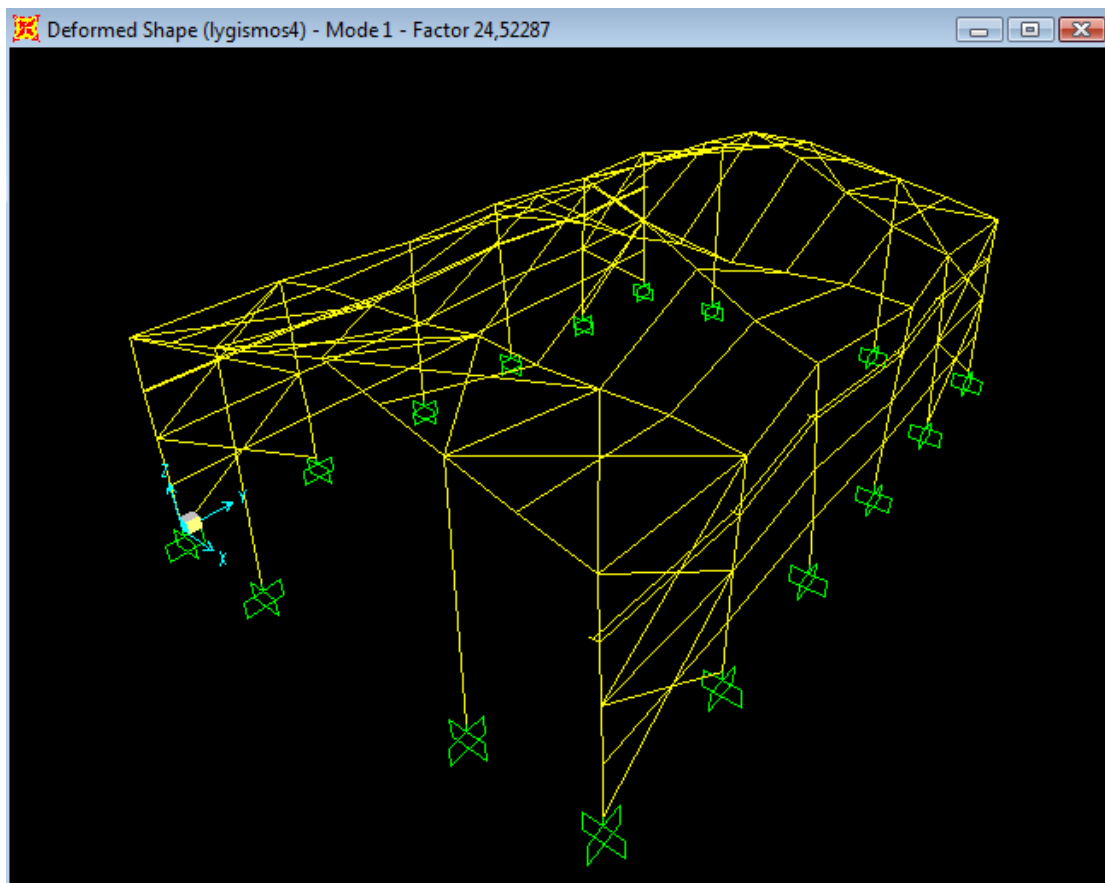 Deformed Shape (lygismos4) - Mode 1 - Factor 24,52287
Z
Y
X